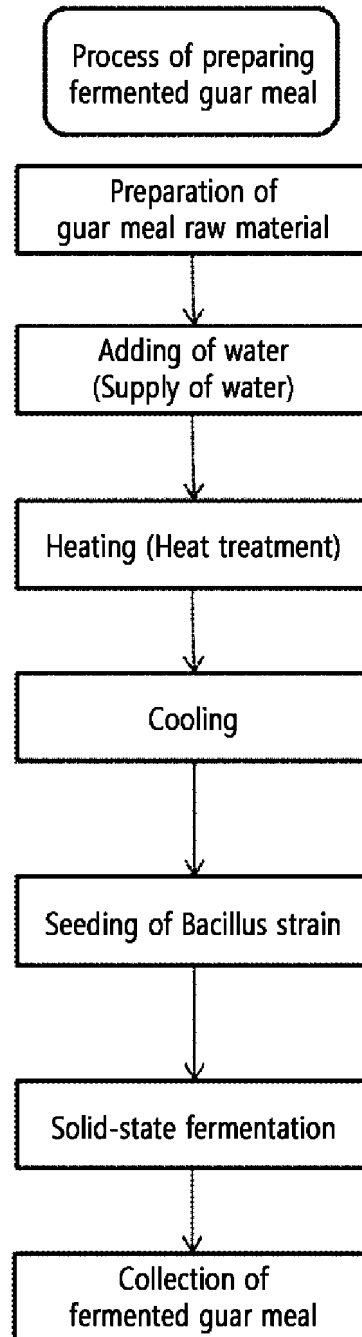 Process of preparing
fermented guar meal
Preparation of
guar meal raw material
Adding of water
(Supply of water)
Heating (Heat treatment)
Cooling
Seeding of Bacillus strain
Solid-state fermentation
Collection of
fermented guar meal